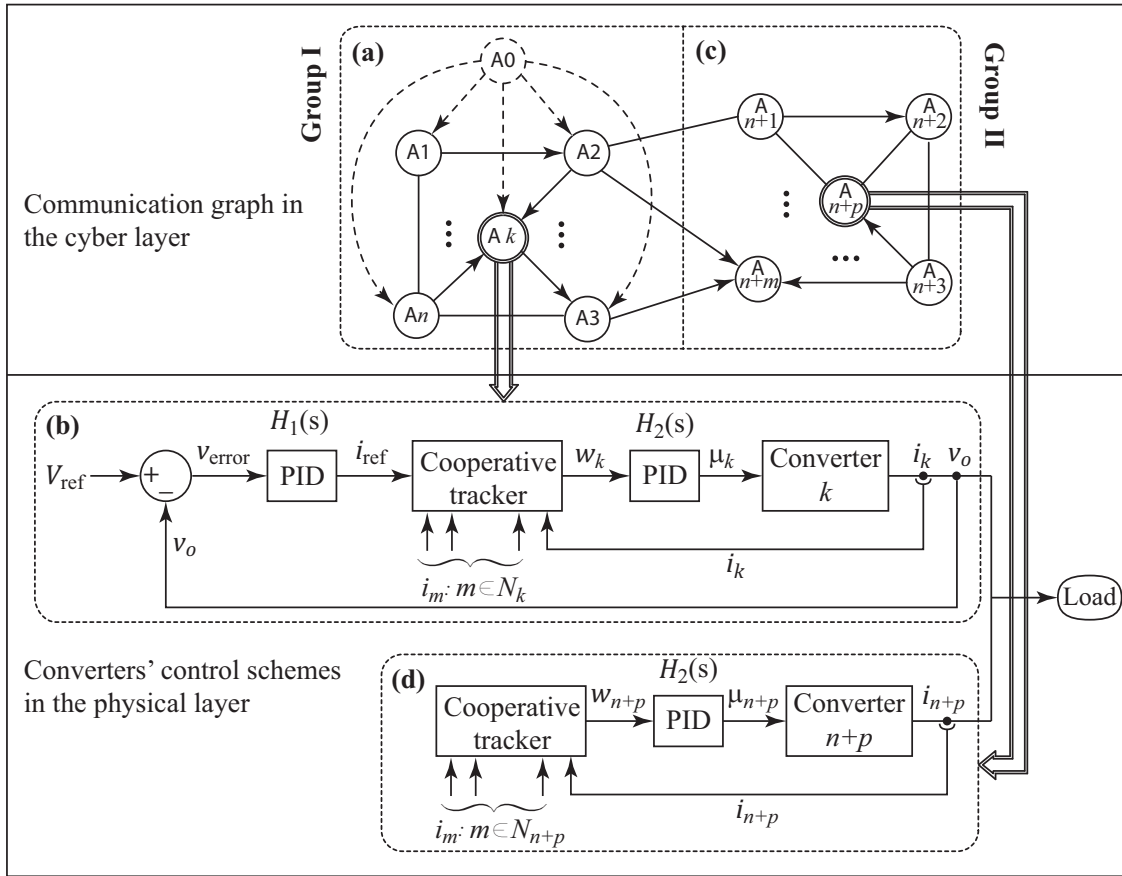 Group I
(a)
A0
A1
A2
A k
An
A3
(c)
Group II
A
n+1
A
n+2
A
n+p
A
n+m
A
n+3
Communication graph in
the cyber layer
(b)
H1(s)
H2(s)
Vref
+
−
verror
PID
iref
Cooperative
tracker
wk
PID
μk
Converter
k
ik
vo
vo
ik
im: m∈Nk
Load
Converters’ control schemes
in the physical layer
(d)
H2(s)
Cooperative
tracker
wn+p
PID
μn+p
Converter
n+p
in+p
in+p
im: m∈Nn+p